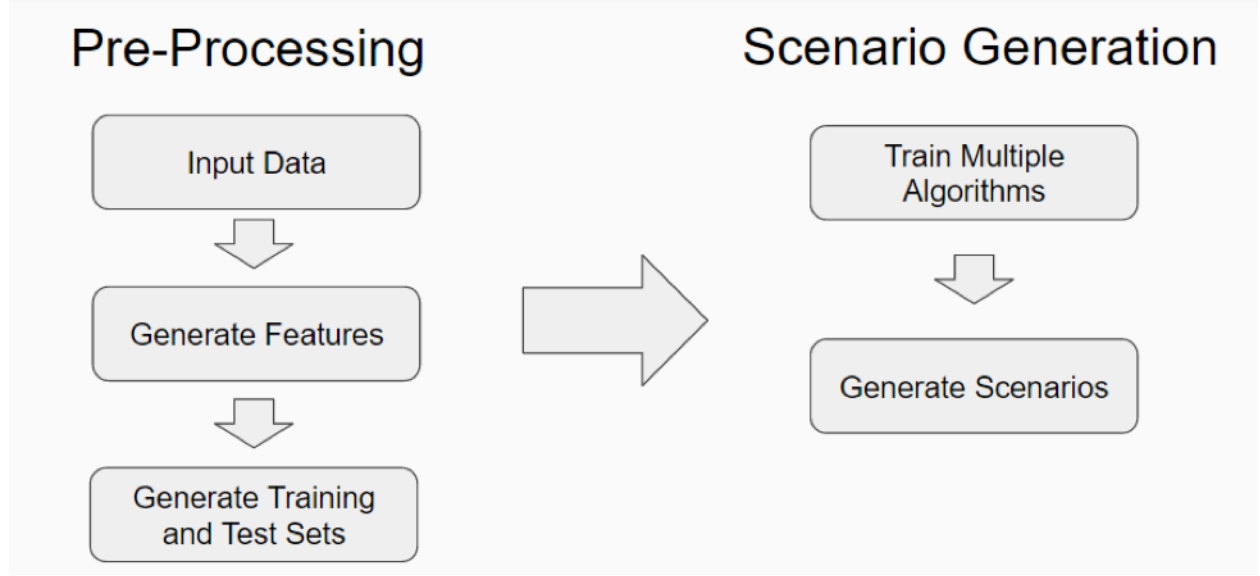 Pre-Processing
Input Data
Generate Features
Generate Training
and Test Sets
Scenario Generation
Train Multiple
Algorithms
Generate Scenarios